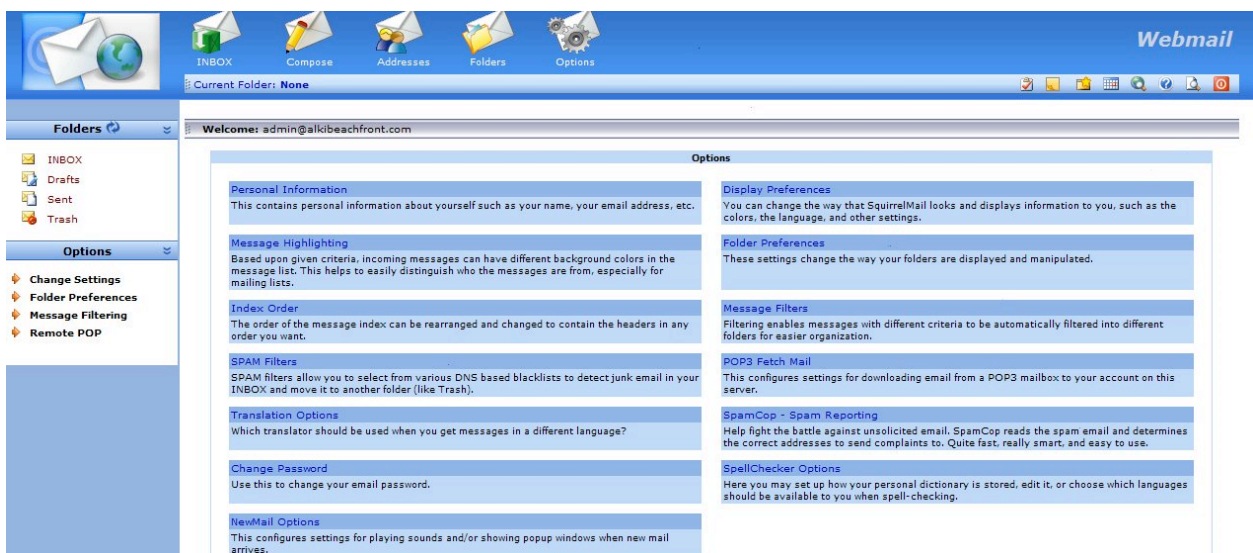 Webmail
INBOX
Compose
Addresses
Folders
Options
Current Folder: None
Folders
INBOX
Drafts
Sent
Trash
Options
Change Settings
Folder Preferences
Message Filtering
Remote POP
Welcome: admin@alkibeachfront.com
Options
Personal Information
This contains personal information about yourself such as your name, your email address, etc.
Display Preferences
You can change the way that SquirrelMail looks and displays information to you, such as the
colors, the language, and other settings.
Message Highlighting
Based upon given criteria, incoming messages can have different background colors in the
message list. This helps to easily distinguish who the messages are from, especially for
mailing lists.
Folder Preferences
These settings change the way your folders are displayed and manipulated.
Index Order
The order of the message index can be rearranged and changed to contain the headers in any
order you want.
Message Filters
Filtering enables messages with different criteria to be automatically filtered into different
folders for easier organization.
SPAM Filters
SPAM filters allow you to select from various DNS based blacklists to detect junk email in your
INBOX and move it to another folder (like Trash).
POP3 Fetch Mail
This configures settings for downloading email from a POP3 mailbox to your account on this
server.
Translation Options
Which translator should be used when you get messages in a different language?
SpamCop - Spam Reporting
Help fight the battle against unsolicited email. SpamCop reads the spam email and determines
the correct addresses to send complaints to. Quite fast, really smart, and easy to use.
Change Password
Use this to change your email password.
SpellChecker Options
Here you may set up how your personal dictionary is stored, edit it, or choose which languages
should be available to you when spell-checking.
NewMail Options
This configures settings for playing sounds and/or showing popup windows when new mail
arrives.